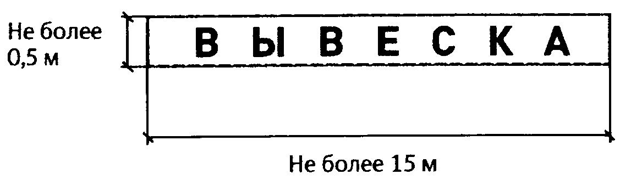 Не более
0,5 м
В Ы В Е С К А
Не более 15 м